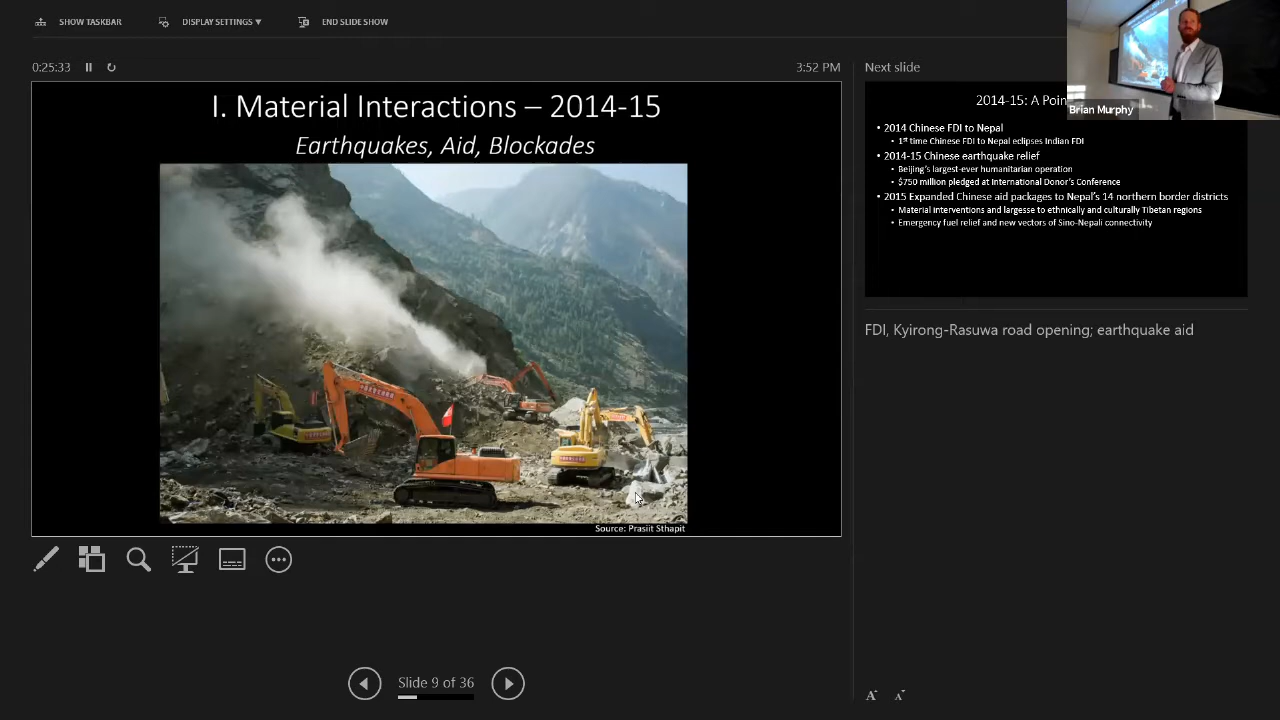 SHOW TASKBAR
DISPLAY SETTINGS ▼
END SLIDE SHOW
0:25:33
3:52 PM
I. Material Interactions – 2014-15
Earthquakes, Aid, Blockades
Source: Prasiit Sthapit
Slide 9 of 36
Next slide
2014-15: A Poin
• 2014 Chinese FDI to Nepal
• 1st time Chinese FDI to Nepal eclipses Indian FDI
• 2014-15 Chinese earthquake relief
• Beijing's largest-ever humanitarian operation
• $750 million pledged at International Donor's Conference
• 2015 Expanded Chinese aid packages to Nepal's 14 northern border districts
• Material interventions and largesse to ethnically and culturally Tibetan regions
• Emergency fuel relief and new vectors of Sino-Nepali connectivity
Brian Murphy
FDI, Kyirong-Rasuwa road opening; earthquake aid
A
A